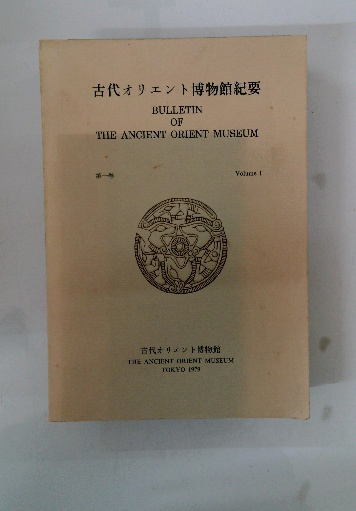 古代オリエント博物館紀要
BULLETIN
OF
THE ANCIENT ORIENT MUSEUM
第一巻 Volume 1
古代オリエント博物館
THE ANCIENT ORIENT MUSEUM
TOKYO 1979